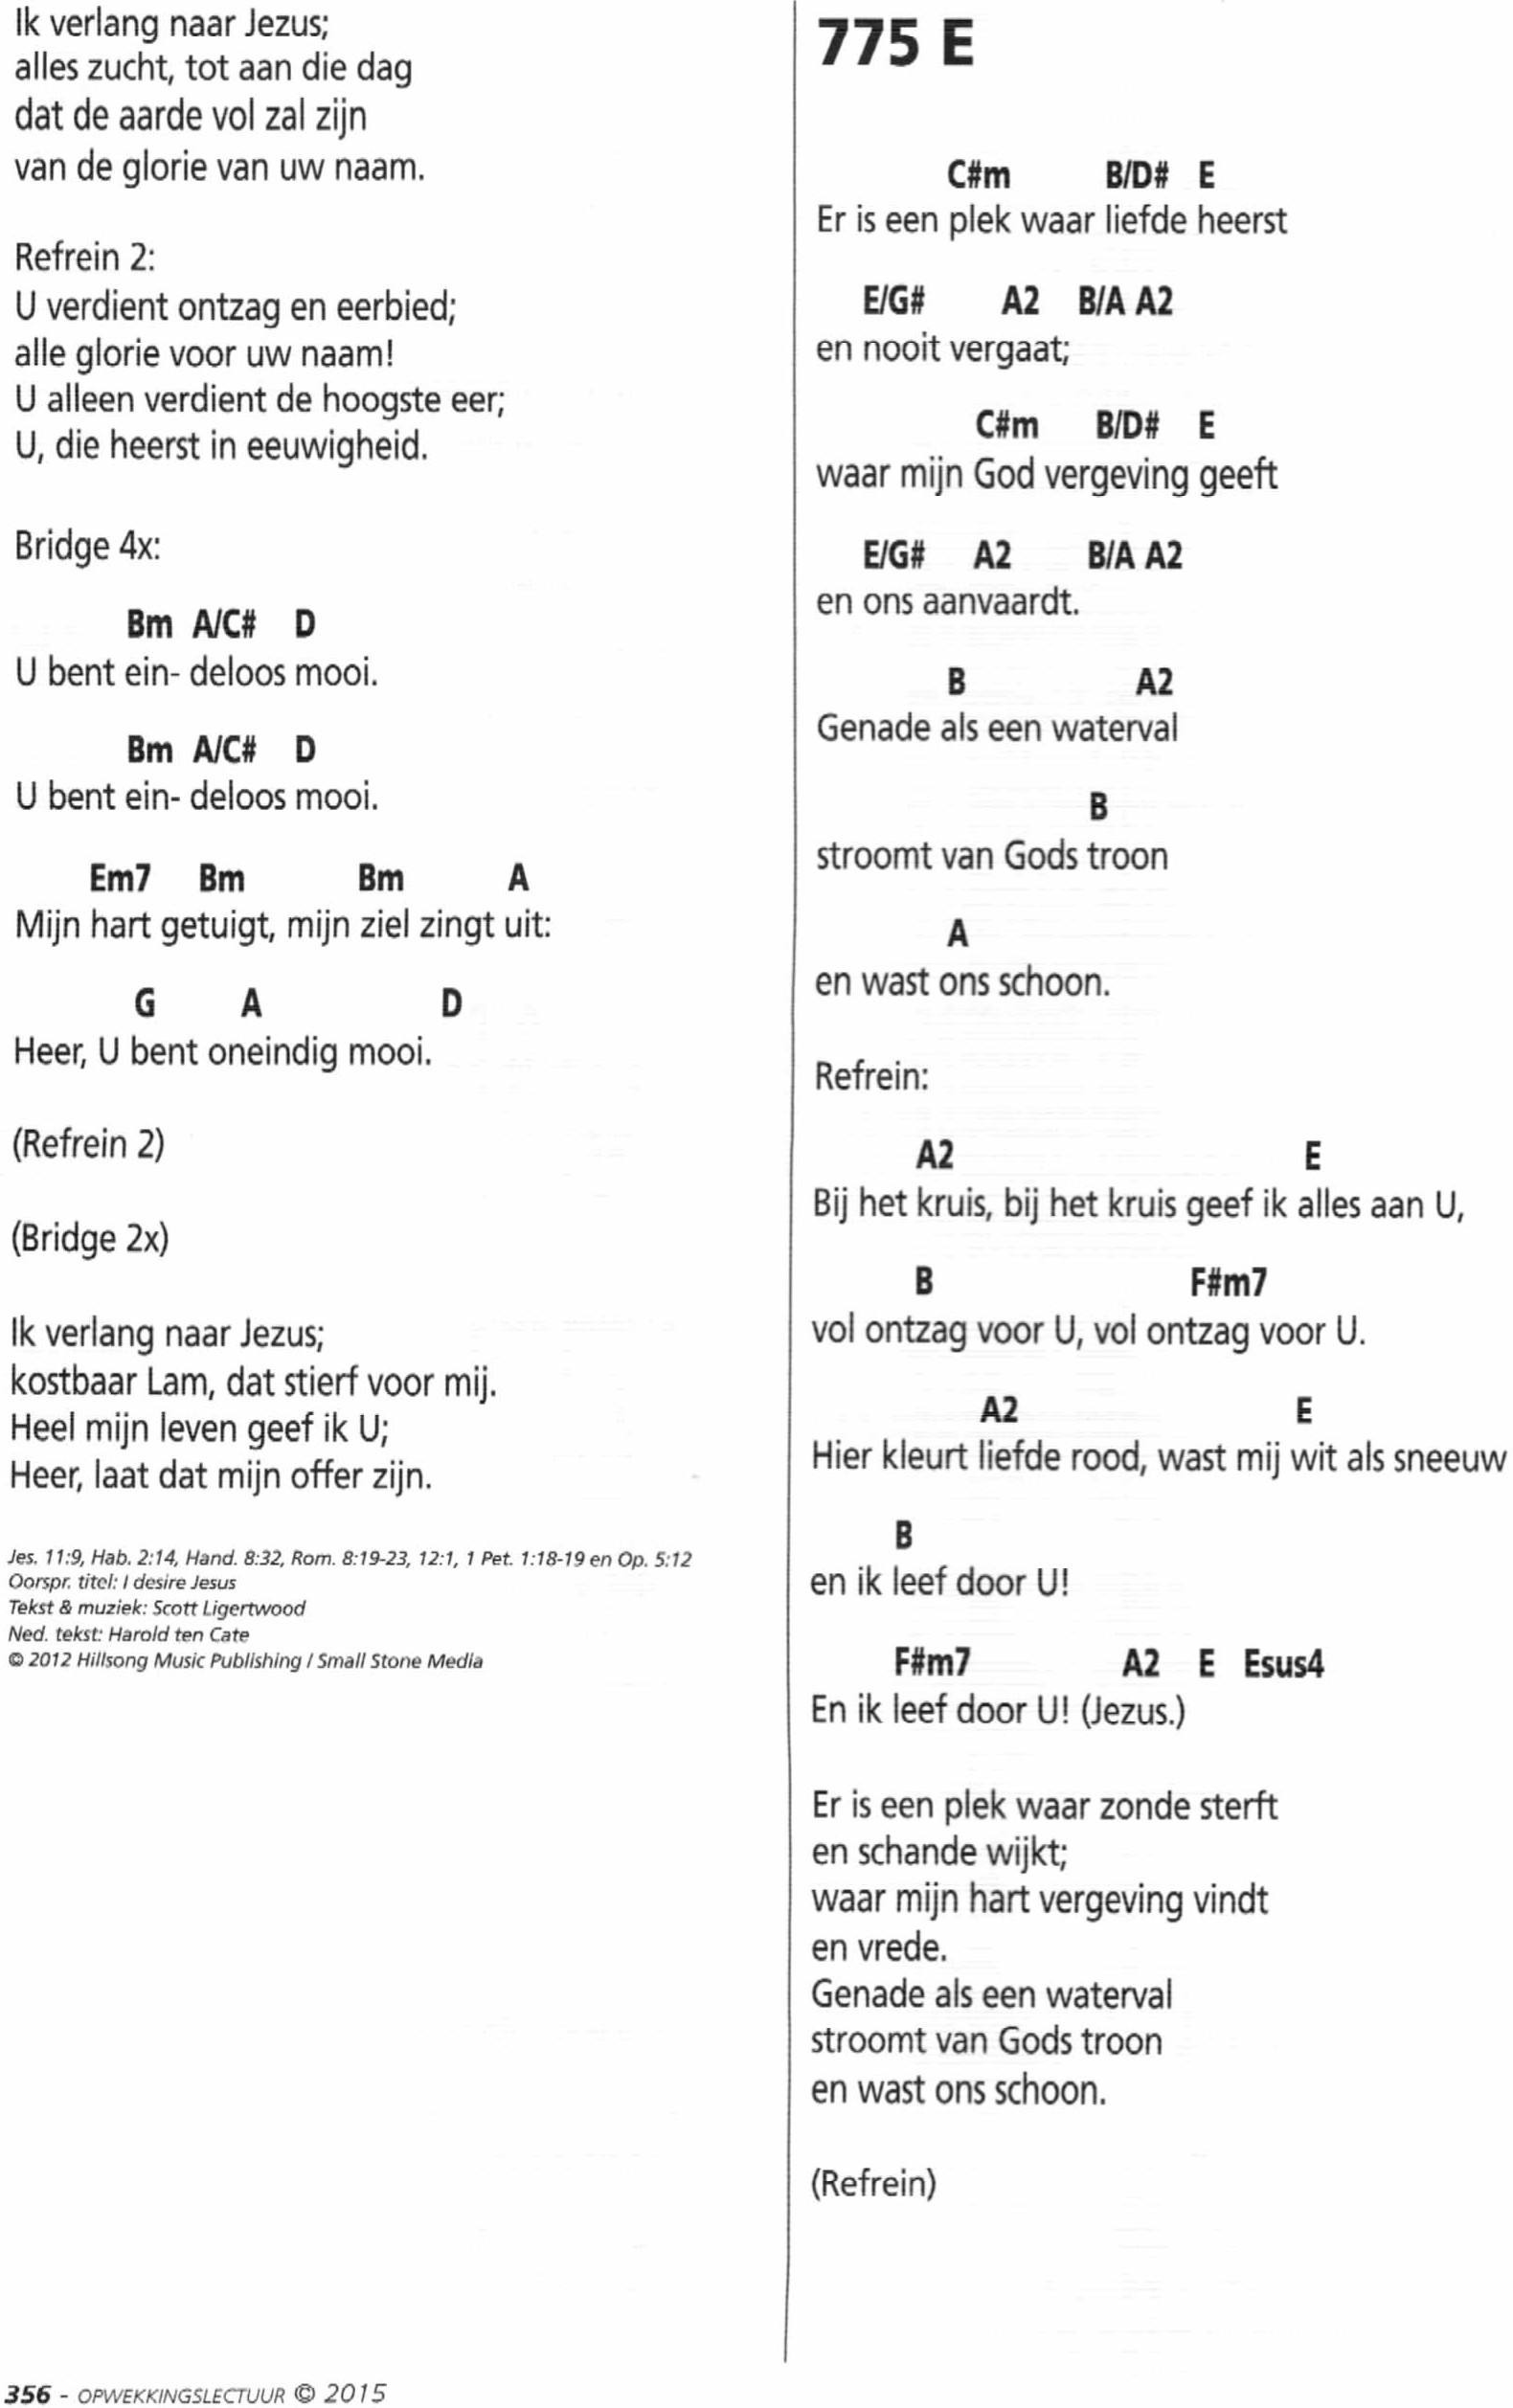 Ik verlang naar Jezus;
alles zucht, tot aan die dag
dat de aarde vol zal zijn
van de glorie van uw naam.
Refrein 2:
U verdient ontzag en eerbied;
alle glorie voor uw naam!
U alleen verdient de hoogste eer;
U, die heerst in eeuwigheid.
Bridge 4x:
Bm A/C# D
U bent ein- deloos mooi.
Bm A/C# D
U bent ein- deloos mooi.
Em7 Bm Bm A
Mijn hart getuigt, mijn ziel zingt uit:
G A D
Heer, U bent oneindig mooi.
(Refrein 2)
(Bridge 2x)
Ik verlang naar Jezus;
kostbaar Lam, dat stierf voor mij.
Heel mijn leven geef ik U;
Heer, laat dat mijn offer zijn.
Jes. 11:9, Hab. 2:14, Hand. 8:32, Rom. 8:19-23, 12:1, 1 Pet. 1:18-19 en Op. 5:12
Oorspr. titel: I desire Jesus
Tekst & muziek: Scott Ligertwood
Ned. tekst: Harold ten Cate
© 2012 Hillsong Music Publishing / Small Stone Media
775 E
C#m B/D# E
Er is een plek waar liefde heerst
E/G# A2 B/A A2
en nooit vergaat;
C#m B/D# E
waar mijn God vergeving geeft
E/G# A2 B/A A2
en ons aanvaardt.
B A2
Genade als een waterval
B
stroomt van Gods troon
A
en wast ons schoon.
Refrein:
A2 E
Bij het kruis, bij het kruis geef ik alles aan U,
B F#m7
vol ontzag voor U, vol ontzag voor U.
A2 E
Hier kleurt liefde rood, wast mij wit als sneeuw
B
en ik leef door U!
F#m7 A2 E Esus4
En ik leef door U! (Jezus.)
Er is een plek waar zonde sterft
en schande wijkt;
waar mijn hart vergeving vindt
en vrede.
Genade als een waterval
stroomt van Gods troon
en wast ons schoon.
(Refrein)
356 - OPWEKKINGSLECTUUR © 2015